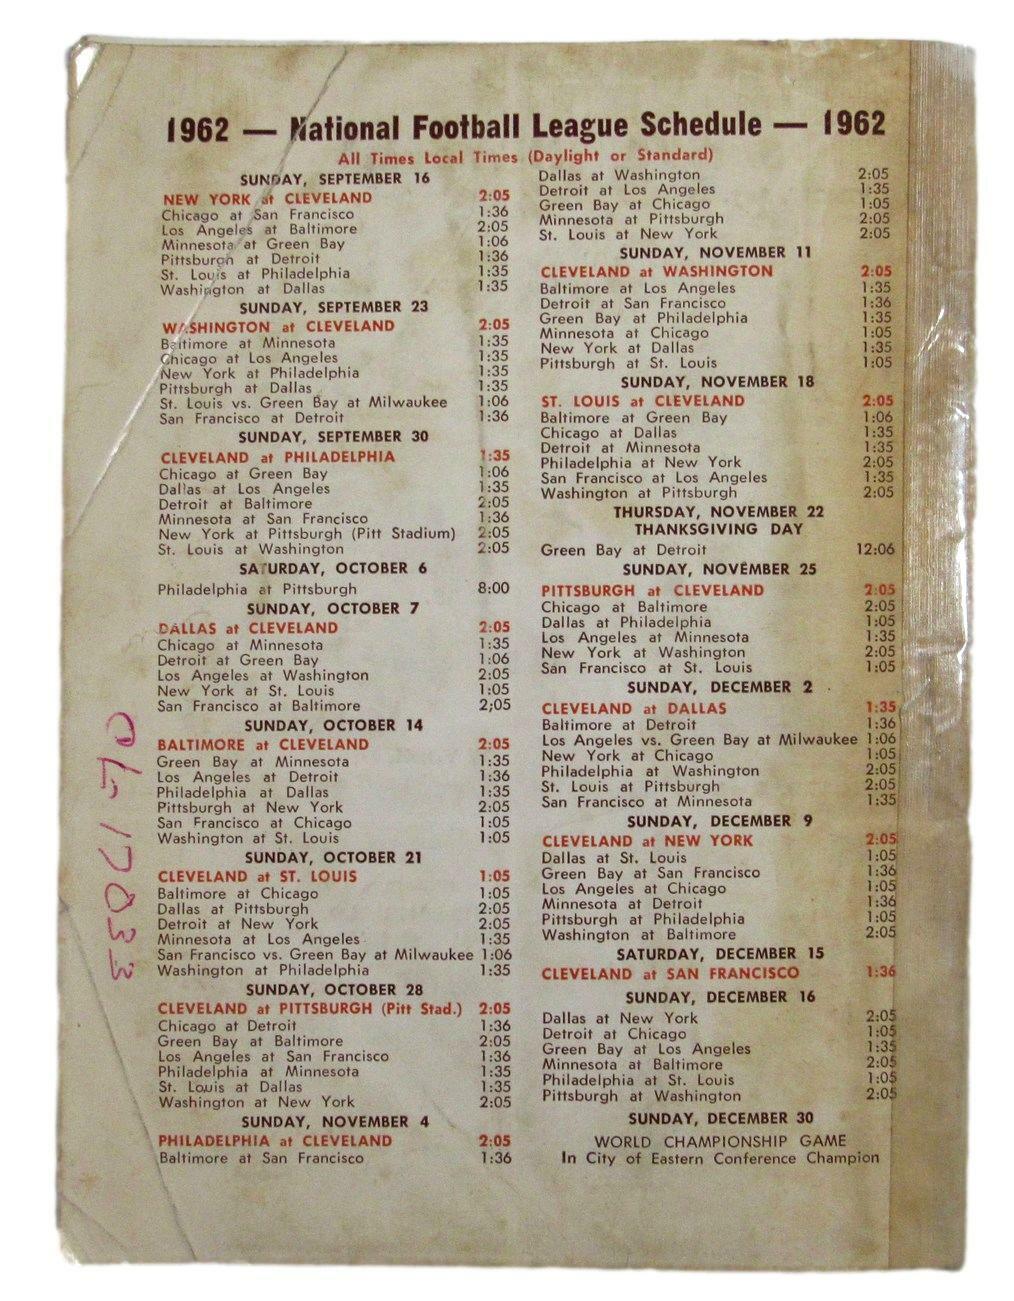 1962 — National Football League Schedule — 1962
All Times Local Times (Daylight or Standard)
SUNDAY, SEPTEMBER 16
NEW YORK at CLEVELAND 2:05
Chicago at San Francisco 1:36
Los Angeles at Baltimore 2:05
Minnesota at Green Bay 1:06
Pittsburgh at Detroit 1:36
St. Louis at Philadelphia 1:35
Washington at Dallas 1:35
SUNDAY, SEPTEMBER 23
WASHINGTON at CLEVELAND 2:05
Baltimore at Minnesota 1:35
Chicago at Los Angeles 1:35
New York at Philadelphia 1:35
Pittsburgh at Dallas 1:35
St. Louis vs. Green Bay at Milwaukee 1:06
San Francisco at Detroit 1:36
SUNDAY, SEPTEMBER 30
CLEVELAND at PHILADELPHIA 1:35
Chicago at Green Bay 1:06
Dallas at Los Angeles 1:35
Detroit at Baltimore 2:05
Minnesota at San Francisco 1:36
New York at Pittsburgh (Pitt Stadium) 2:05
St. Louis at Washington 2:05
SATURDAY, OCTOBER 6
Philadelphia at Pittsburgh 8:00
SUNDAY, OCTOBER 7
DALLAS at CLEVELAND 2:05
Chicago at Minnesota 1:35
Detroit at Green Bay 1:06
Los Angeles at Washington 2:05
New York at St. Louis 1:05
San Francisco at Baltimore 2;05
SUNDAY, OCTOBER 14
BALTIMORE at CLEVELAND 2:05
Green Bay at Minnesota 1:35
Los Angeles at Detroit 1:36
Philadelphia at Dallas 1:35
Pittsburgh at New York 2:05
San Francisco at Chicago 1:05
Washington at St. Louis 1:05
SUNDAY, OCTOBER 21
CLEVELAND at ST. LOUIS 1:05
Baltimore at Chicago 1:05
Dallas at Pittsburgh 2:05
Detroit at New York 2:05
Minnesota at Los Angeles 1:35
San Francisco vs. Green Bay at Milwaukee 1:06
Washington at Philadelphia 1:35
SUNDAY, OCTOBER 28
CLEVELAND at PITTSBURGH (Pitt Stad.) 2:05
Chicago at Detroit 1:36
Green Bay at Baltimore 2:05
Los Angeles at San Francisco 1:36
Philadelphia at Minnesota 1:35
St. Louis at Dallas 1:35
Washington at New York 2:05
SUNDAY, NOVEMBER 4
PHILADELPHIA at CLEVELAND 2:05
Baltimore at San Francisco 1:36
Dallas at Washington 2:05
Detroit at Los Angeles 1:35
Green Bay at Chicago 1:05
Minnesota at Pittsburgh 2:05
St. Louis at New York 2:05
SUNDAY, NOVEMBER 11
CLEVELAND at WASHINGTON 2:05
Baltimore at Los Angeles 1:35
Detroit at San Francisco 1:36
Green Bay at Philadelphia 1:35
Minnesota at Chicago 1:05
New York at Dallas 1:35
Pittsburgh at St. Louis 1:05
SUNDAY, NOVEMBER 18
ST. LOUIS at CLEVELAND 2:05
Baltimore at Green Bay 1:06
Chicago at Dallas 1:35
Detroit at Minnesota 1:35
Philadelphia at New York 2:05
San Francisco at Los Angeles 1:35
Washington at Pittsburgh 2:05
THURSDAY, NOVEMBER 22
THANKSGIVING DAY
Green Bay at Detroit 12:06
SUNDAY, NOVEMBER 25
PITTSBURGH at CLEVELAND 2:05
Chicago at Baltimore 2:05
Dallas at Philadelphia 1:05
Los Angeles at Minnesota 1:35
New York at Washington 2:05
San Francisco at St. Louis 1:05
SUNDAY, DECEMBER 2
CLEVELAND at DALLAS 1:35
Baltimore at Detroit 1:36
Los Angeles vs. Green Bay at Milwaukee 1:06
New York at Chicago 1:05
Philadelphia at Washington 2:05
St. Louis at Pittsburgh 2:05
San Francisco at Minnesota 1:35
SUNDAY, DECEMBER 9
CLEVELAND at NEW YORK 2:05
Dallas at St. Louis 1:05
Green Bay at San Francisco 1:36
Los Angeles at Chicago 1:05
Minnesota at Detroit 1:36
Pittsburgh at Philadelphia 1:05
Washington at Baltimore 2:05
SATURDAY, DECEMBER 15
CLEVELAND at SAN FRANCISCO 1:36
SUNDAY, DECEMBER 16
Dallas at New York 2:05
Detroit at Chicago 1:05
Green Bay at Los Angeles 1:35
Minnesota at Baltimore 2:05
Philadelphia at St. Louis 1:05
Pittsburgh at Washington 2:05
SUNDAY, DECEMBER 30
WORLD CHAMPIONSHIP GAME
In City of Eastern Conference Champion